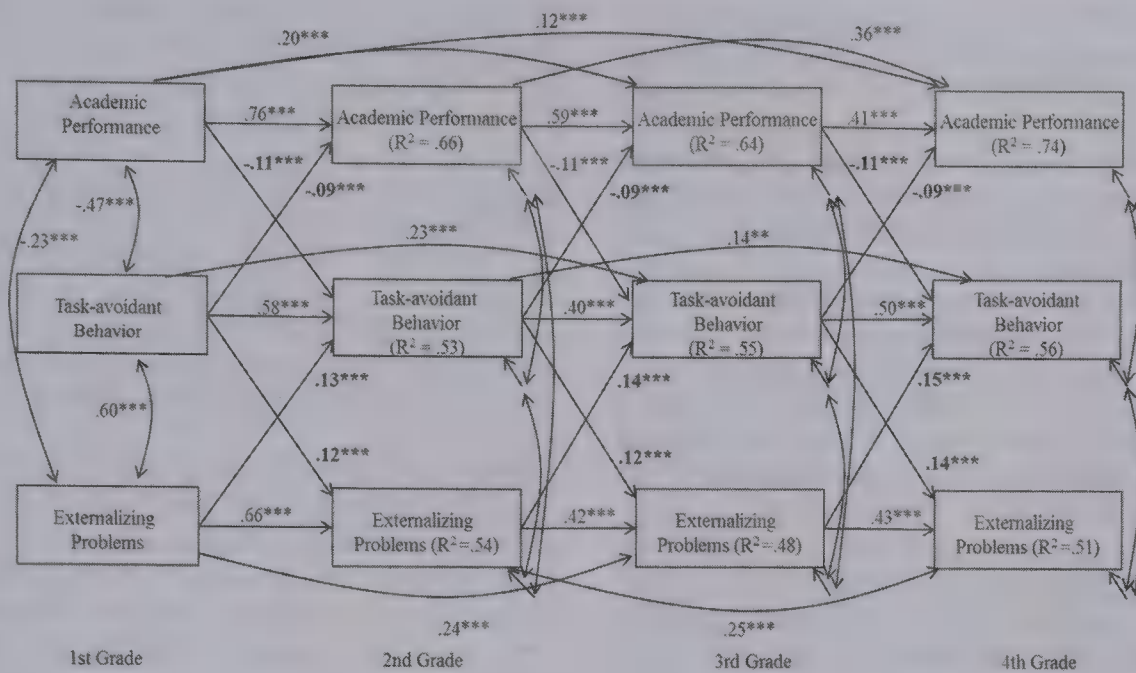 .20***
.12***
.36***
Academic
Performance
.76***
Academic Performance
(R² = .66)
.59***
Academic Performance
(R² = .64)
.41***
Academic Performance
(R² = .74)
-.11***
-.09***
-.11***
-.09***
-.11***
-.09***
-.47***
-.23***
.23***
.14**
Task-avoidant
Behavior
.58***
Task-avoidant
Behavior
(R² = .53)
.40***
Task-avoidant
Behavior
(R² = .55)
.50***
Task-avoidant
Behavior
(R² = .56)
.60***
.13***
.14***
.15***
.12***
.12***
.14***
Externalizing
Problems
.66***
Externalizing
Problems (R² =.54)
.42***
Externalizing
Problems (R² =.48)
.43***
Externalizing
Problems (R² =.51)
.24***
.25***
1st Grade
2nd Grade
3rd Grade
4th Grade